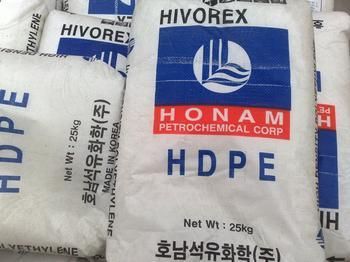 HIVOREX
HONAM
PETROCHEMICAL CORP
HDPE
Net Wt : 25kg
호남석유화학(주)
HDPE
Net Wt : 25kg
MADE IN KOREA
호남석유화학(주)